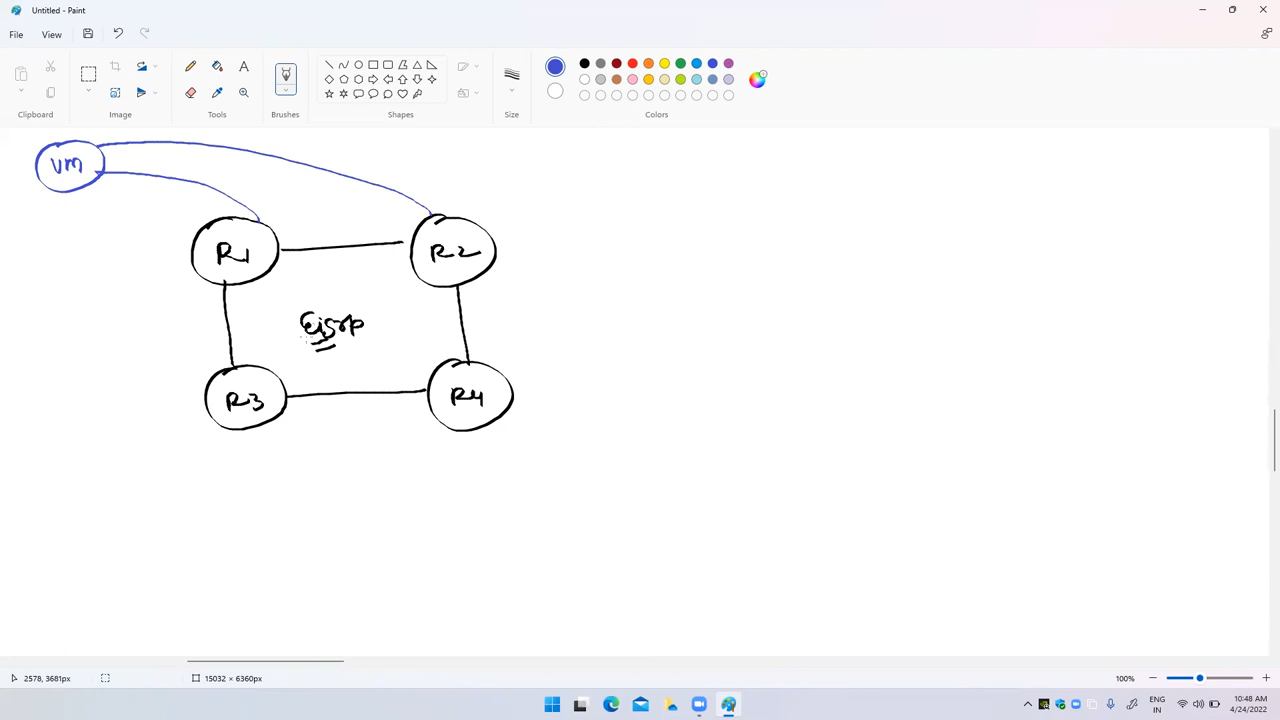 Untitled - Paint
File View
Clipboard Image Tools Brushes Shapes Size Colors
VM
R1 R2
Eigrp
R3 R4
2578, 3681px 15032 × 6360px 100%
ENG 10:48 AM
IN 4/24/2022